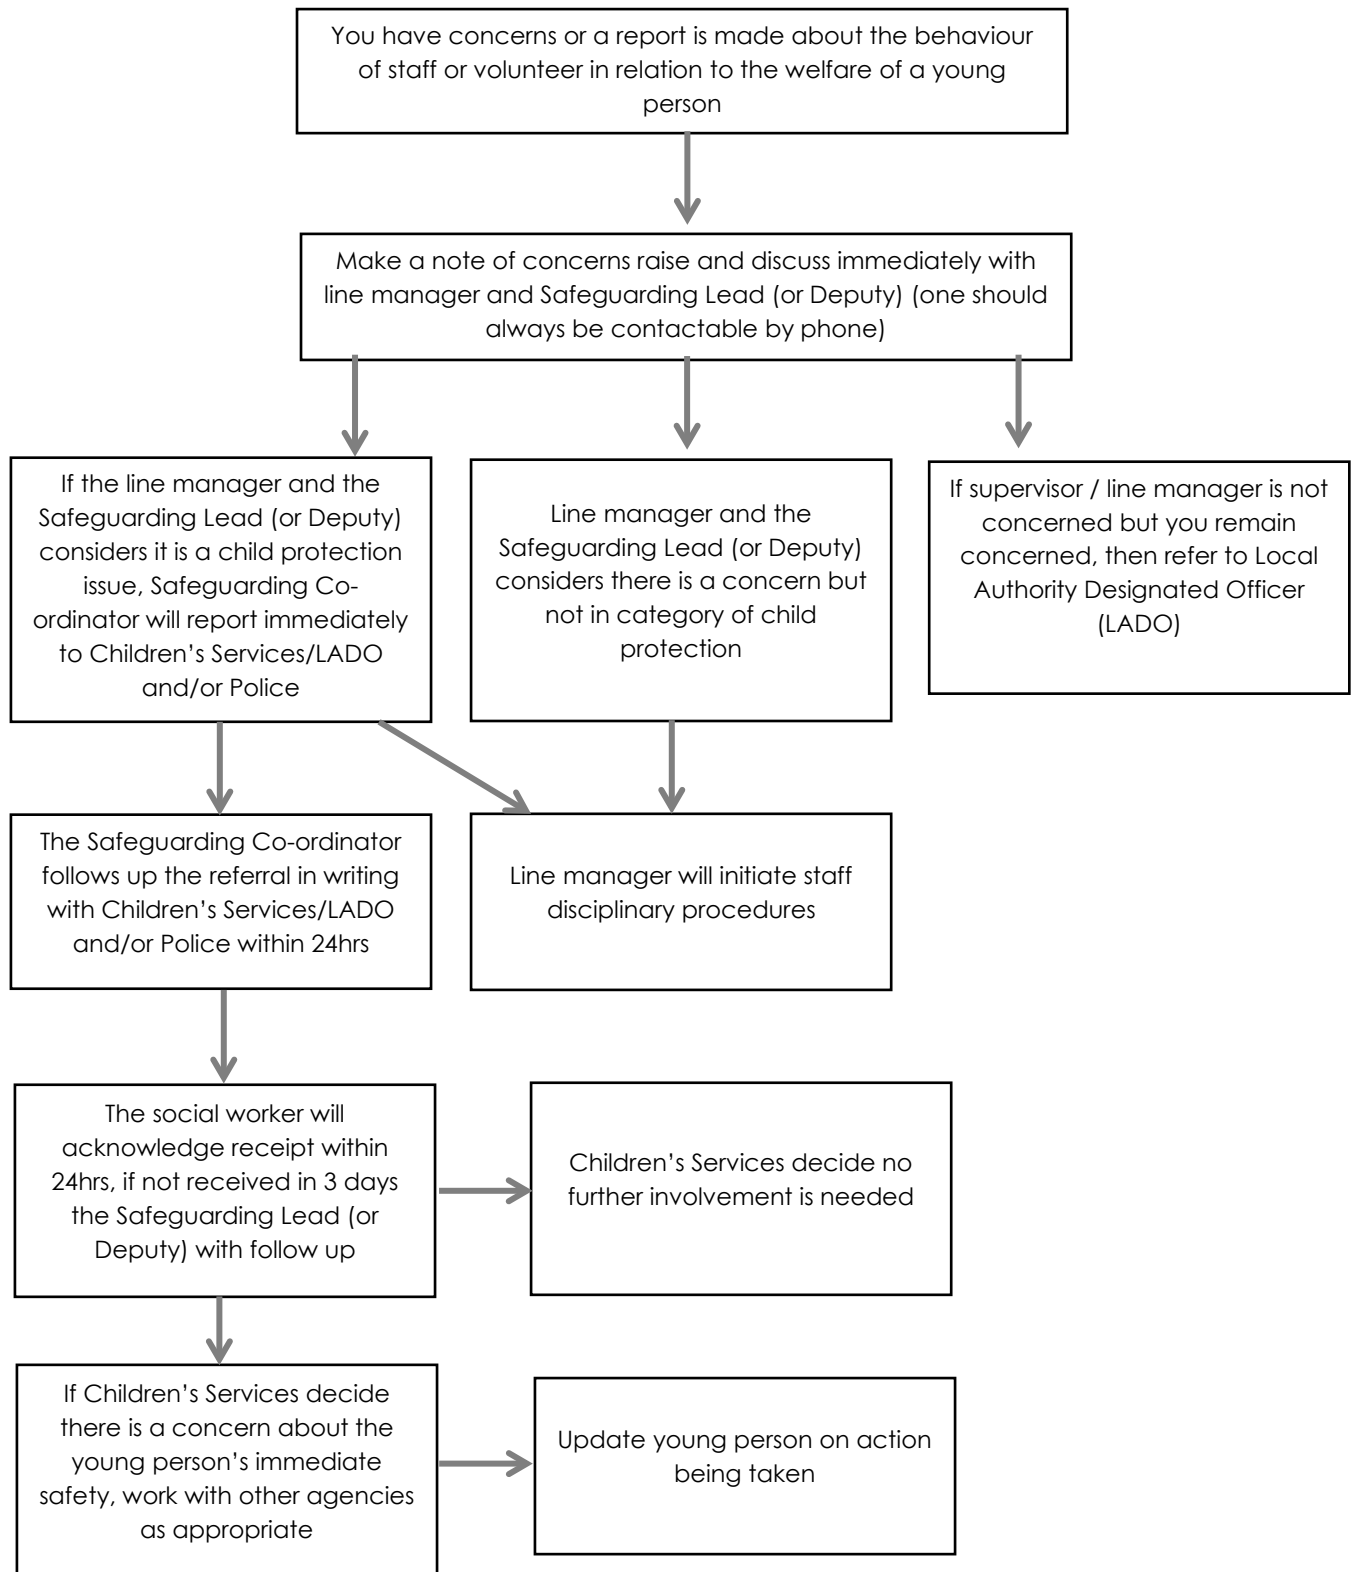 You have concerns or a report is made about the behaviour
of staff or volunteer in relation to the welfare of a young
person
Make a note of concerns raise and discuss immediately with
line manager and Safeguarding Lead (or Deputy) (one should
always be contactable by phone)
If the line manager and the
Safeguarding Lead (or Deputy)
considers it is a child protection
issue, Safeguarding Co-
ordinator will report immediately
to Children’s Services/LADO
and/or Police
Line manager and the
Safeguarding Lead (or Deputy)
considers there is a concern but
not in category of child
protection
If supervisor / line manager is not
concerned but you remain
concerned, then refer to Local
Authority Designated Officer
(LADO)
The Safeguarding Co-ordinator
follows up the referral in writing
with Children’s Services/LADO
and/or Police within 24hrs
Line manager will initiate staff
disciplinary procedures
The social worker will
acknowledge receipt within
24hrs, if not received in 3 days
the Safeguarding Lead (or
Deputy) with follow up
Children’s Services decide no
further involvement is needed
If Children’s Services decide
there is a concern about the
young person’s immediate
safety, work with other agencies
as appropriate
Update young person on action
being taken